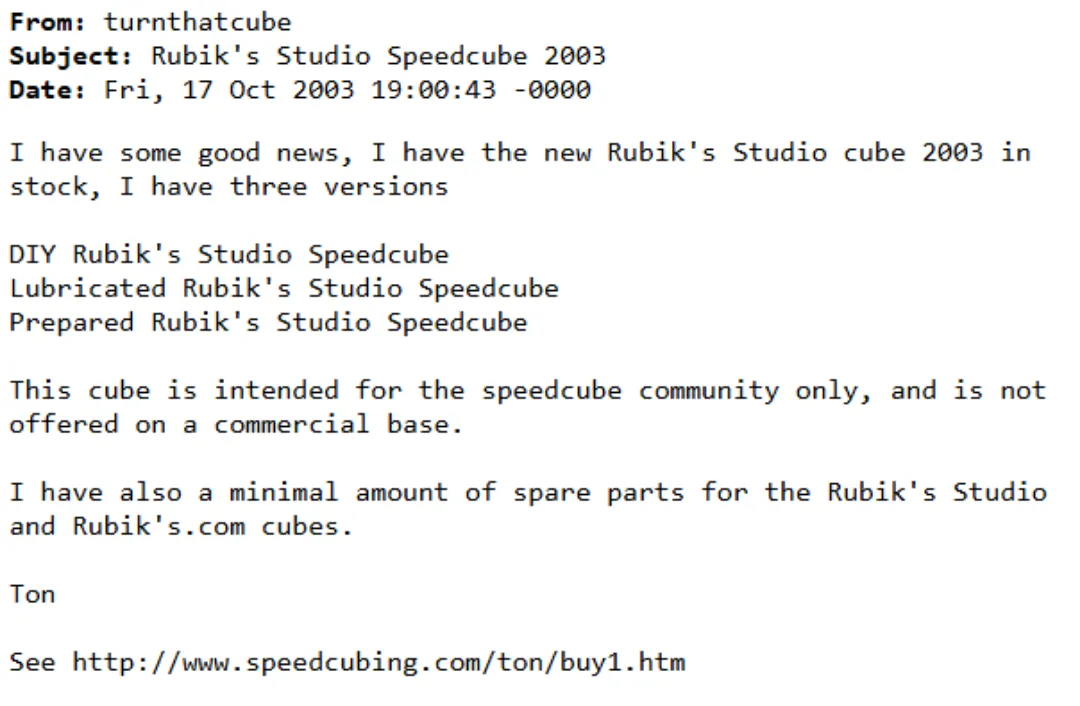 From: turnthatcube
Subject: Rubik's Studio Speedcube 2003
Date: Fri, 17 Oct 2003 19:00:43 -0000
I have some good news, I have the new Rubik's Studio cube 2003 in
stock, I have three versions
DIY Rubik's Studio Speedcube
Lubricated Rubik's Studio Speedcube
Prepared Rubik's Studio Speedcube
This cube is intended for the speedcube community only, and is not
offered on a commercial base.
I have also a minimal amount of spare parts for the Rubik's Studio
and Rubik's.com cubes.
Ton
See http://www.speedcubing.com/ton/buy1.htm